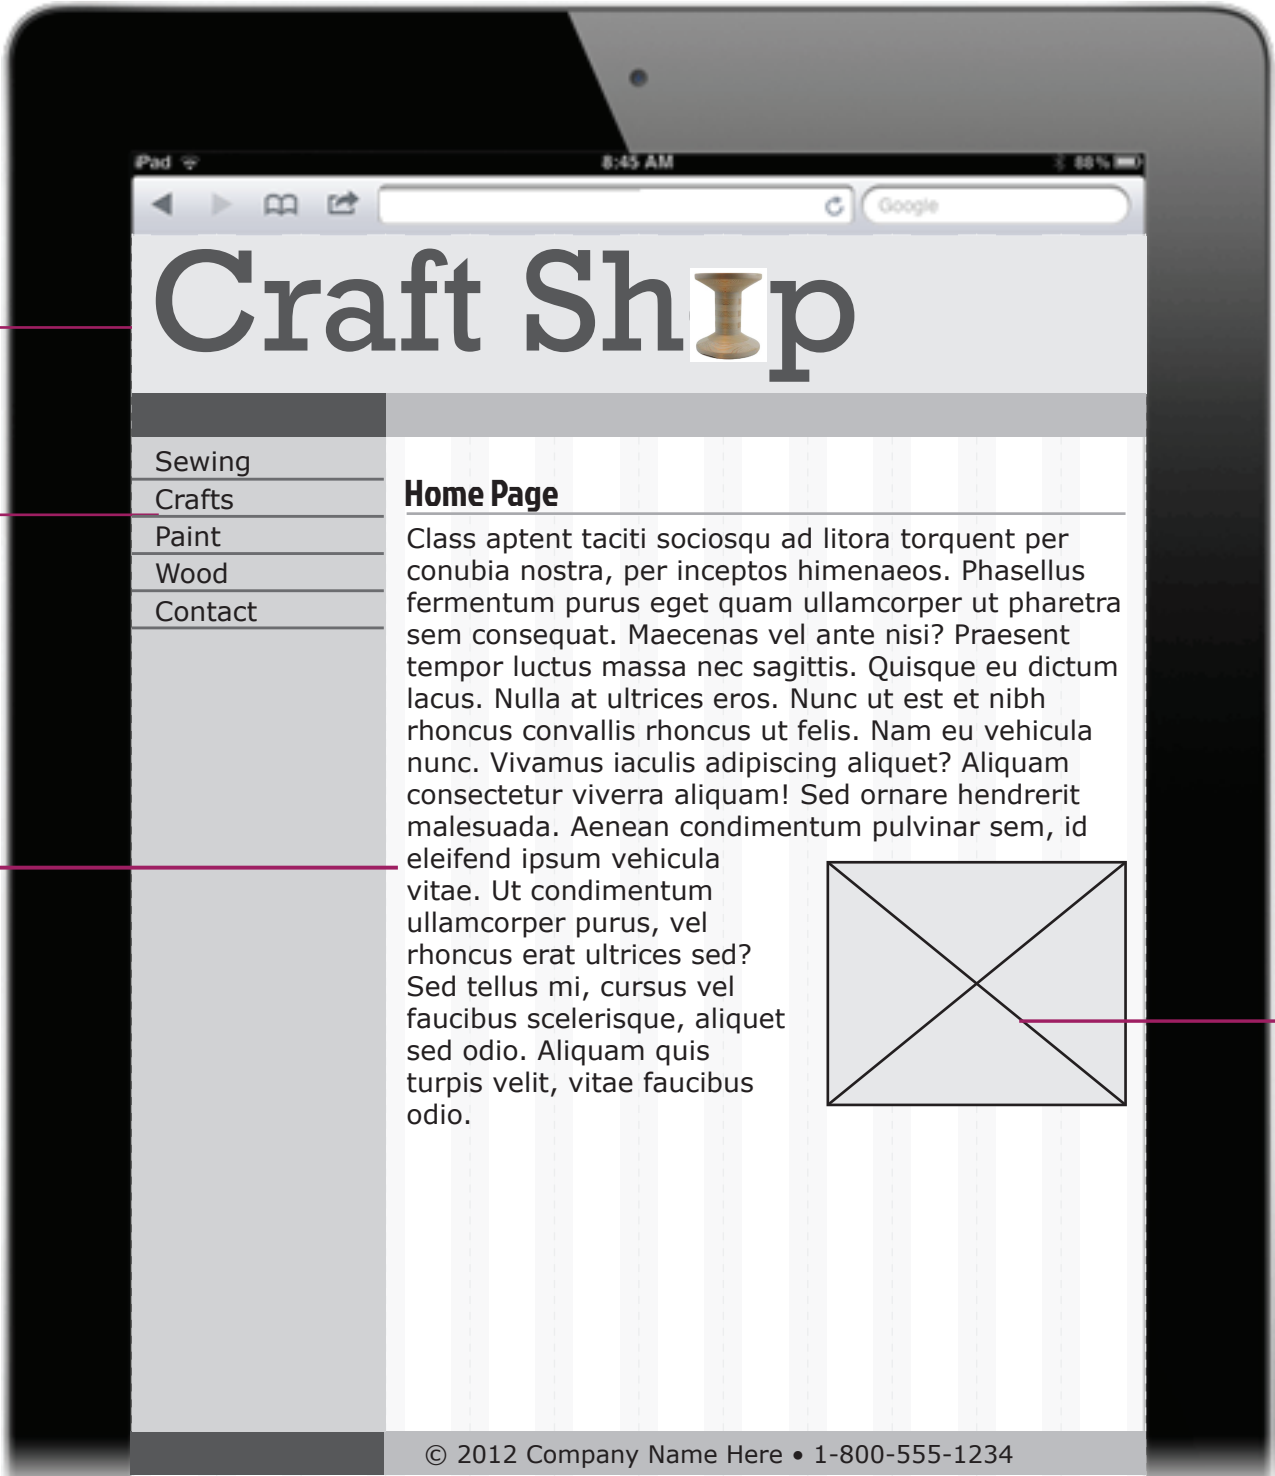 iPad
8:45 AM
88%
Google
Craft Shop
Sewing
Crafts
Paint
Wood
Contact
Home Page
Class aptent taciti sociosqu ad litora torquent per
conubia nostra, per inceptos himenaeos. Phasellus
fermentum purus eget quam ullamcorper ut pharetra
sem consequat. Maecenas vel ante nisi? Praesent
tempor luctus massa nec sagittis. Quisque eu dictum
lacus. Nulla at ultrices eros. Nunc ut est et nibh
rhoncus convallis rhoncus ut felis. Nam eu vehicula
nunc. Vivamus iaculis adipiscing aliquet? Aliquam
consectetur viverra aliquam! Sed ornare hendrerit
malesuada. Aenean condimentum pulvinar sem, id
eleifend ipsum vehicula
vitae. Ut condimentum
ullamcorper purus, vel
rhoncus erat ultrices sed?
Sed tellus mi, cursus vel
faucibus scelerisque, aliquet
sed odio. Aliquam quis
turpis velit, vitae faucibus
odio.
© 2012 Company Name Here • 1-800-555-1234